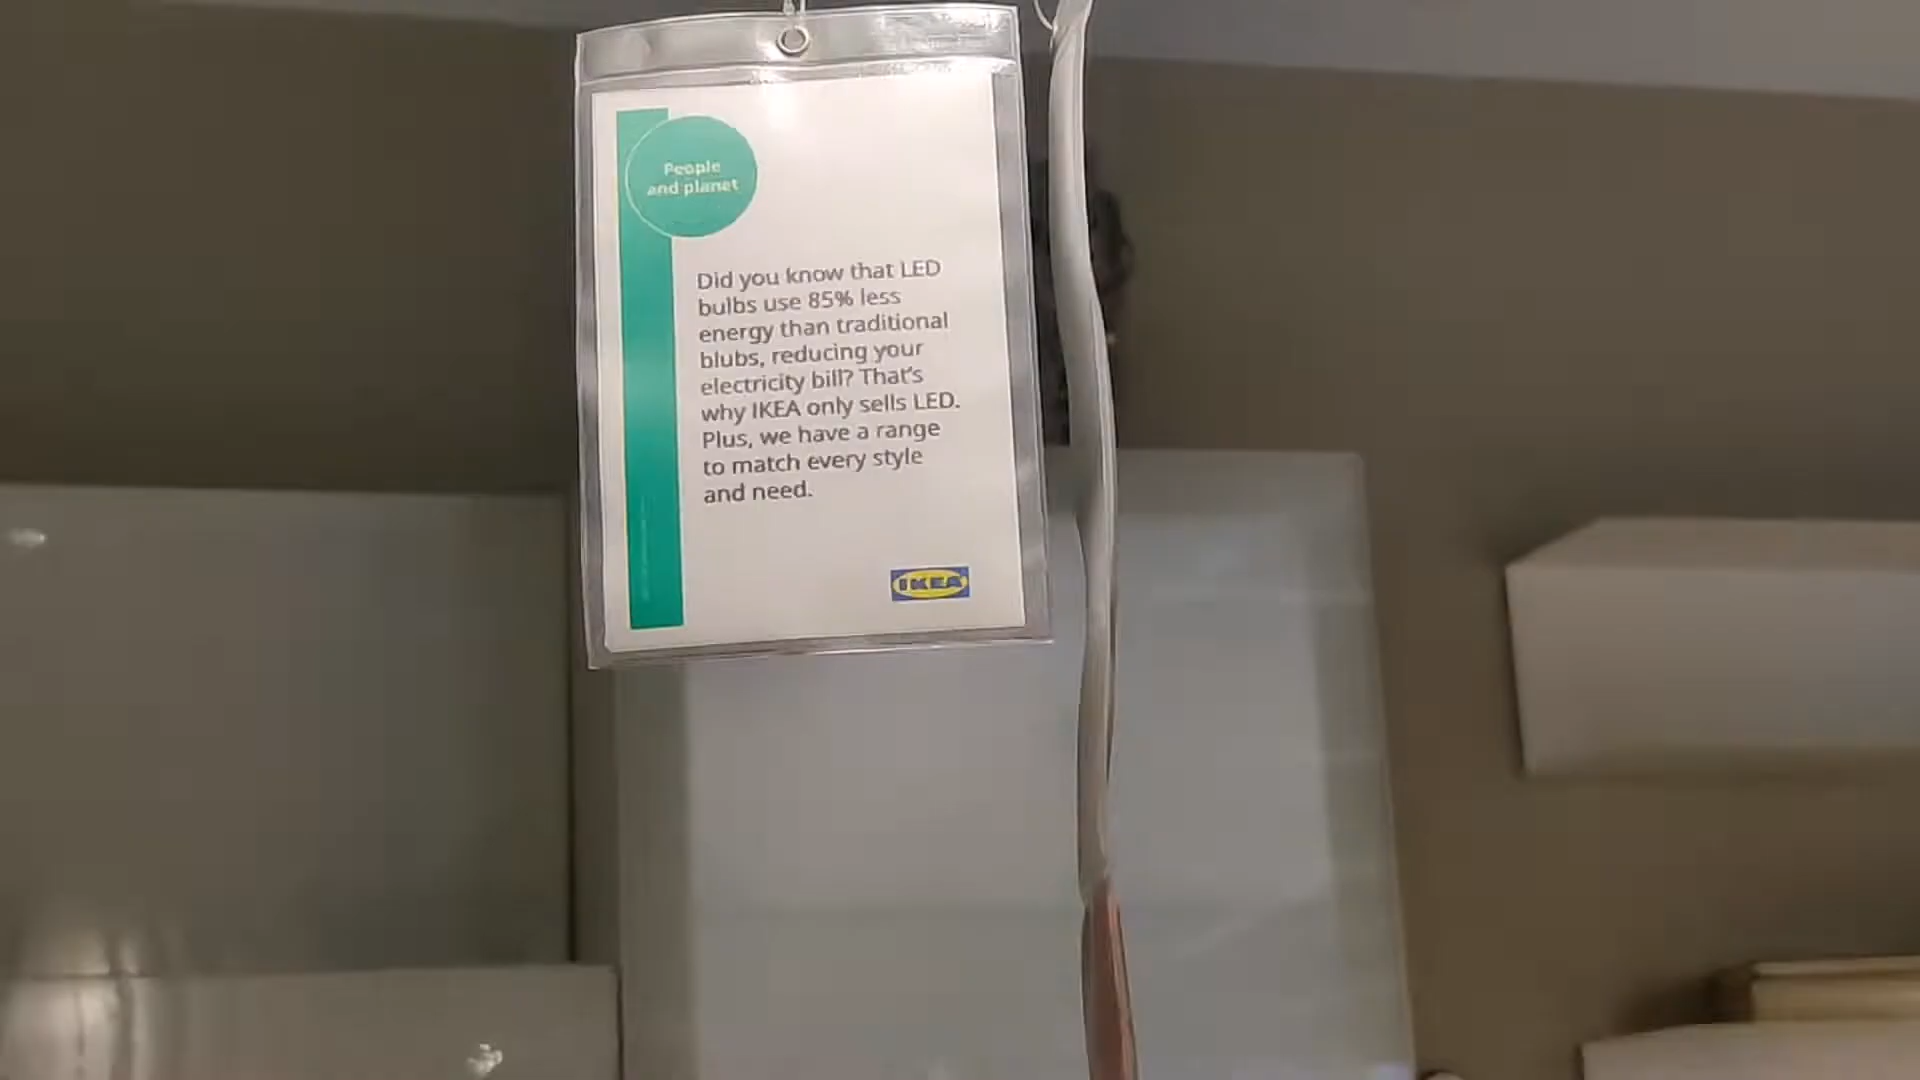 People
and planet
Did you know that LED
bulbs use 85% less
energy than traditional
blubs, reducing your
electricity bill? That's
why IKEA only sells LED.
Plus, we have a range
to match every style
and need.
IKEA